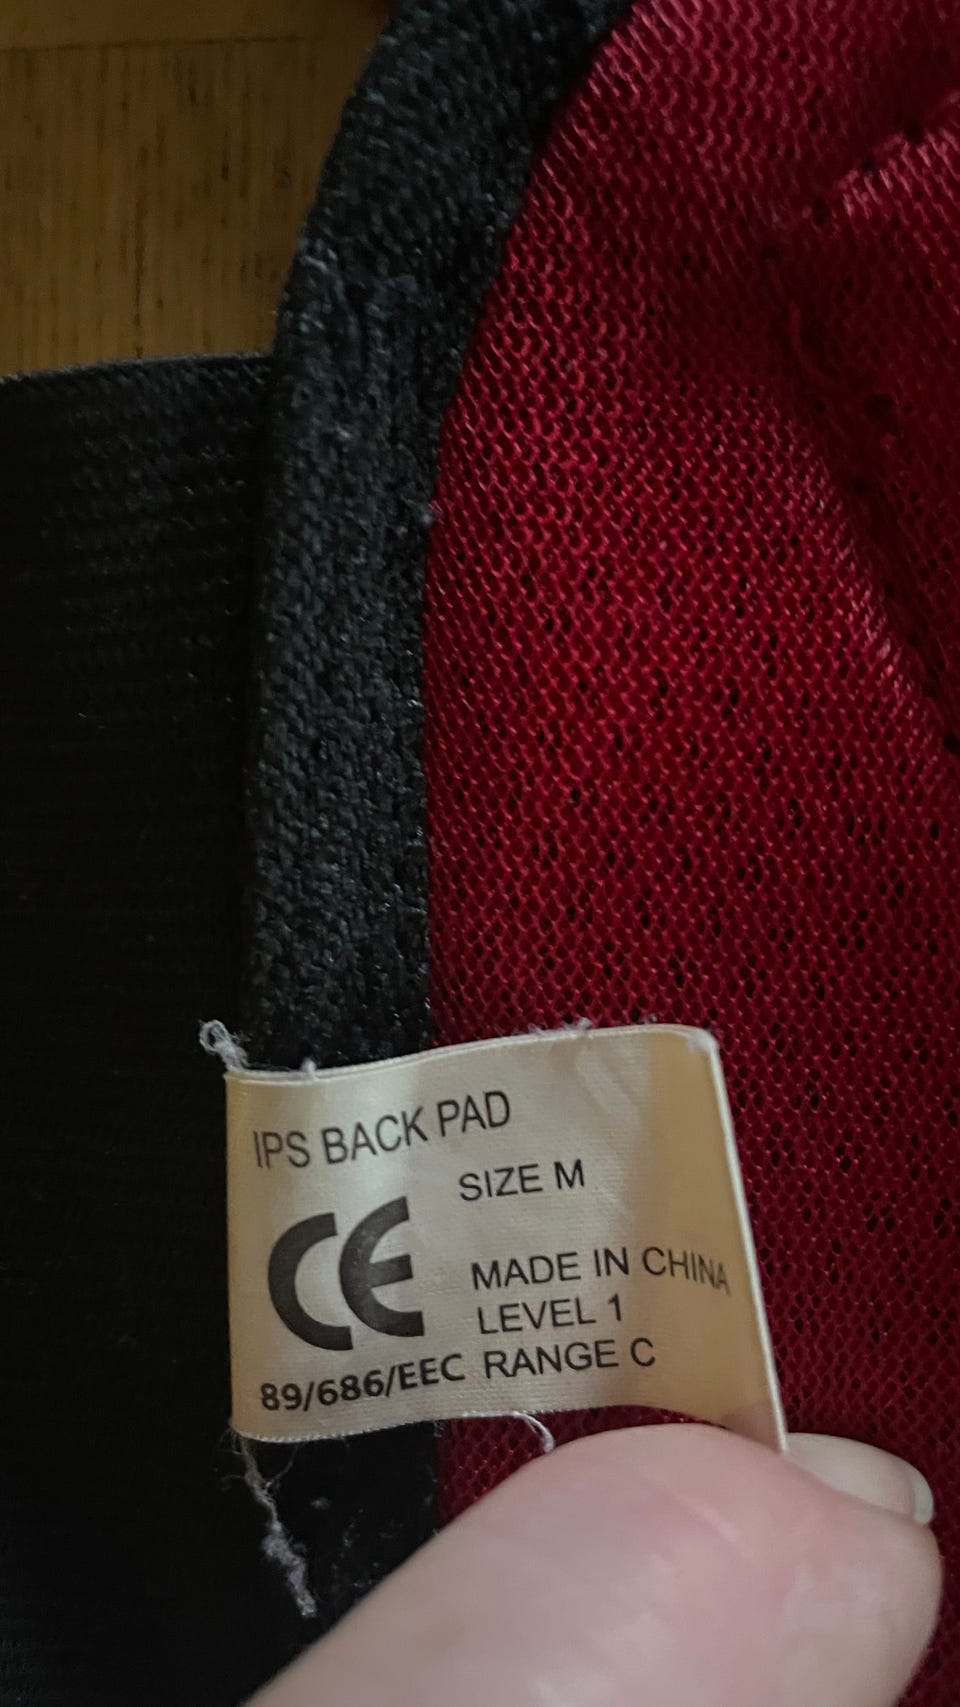 IPS BACK PAD
SIZE M
CE
MADE IN CHINA
LEVEL 1
89/686/EEC RANGE C